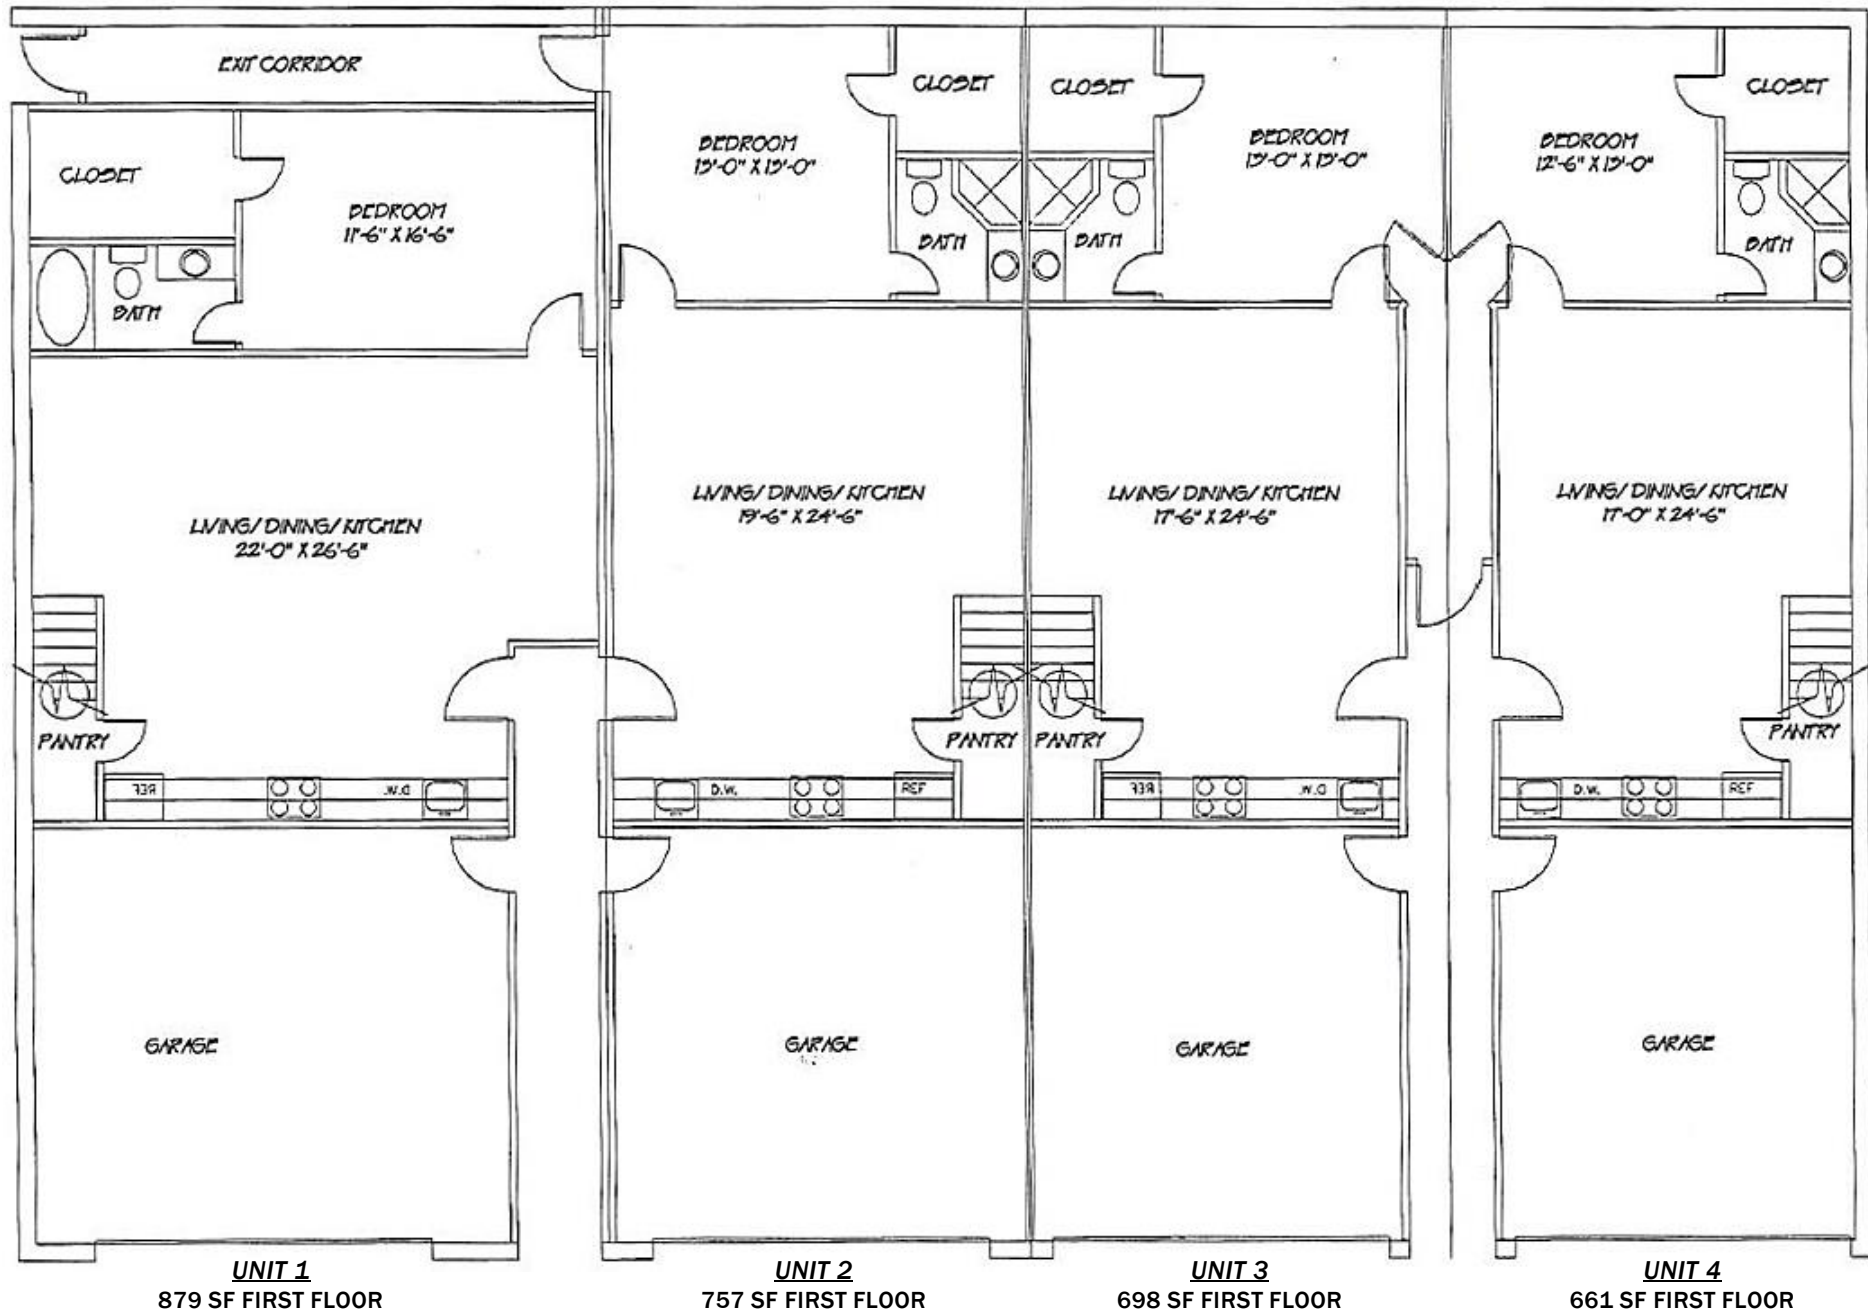 EXIT CORRIDOR
CLOSET
BEDROOM
11'-6" X 16'-6"
BATH
LIVING/ DINING/ KITCHEN
22'-0" X 26'-6"
PANTRY
REF
D.W.
GARAGE
UNIT 1
879 SF FIRST FLOOR
CLOSET
BEDROOM
13'-0" X 13'-0"
BATH
LIVING/ DINING/ KITCHEN
19'-6" X 24'-6"
PANTRY
D.W.
REF
GARAGE
UNIT 2
757 SF FIRST FLOOR
CLOSET
BEDROOM
13'-0" X 13'-0"
BATH
LIVING/ DINING/ KITCHEN
17'-6" X 24'-6"
PANTRY
REF
D.W.
GARAGE
UNIT 3
698 SF FIRST FLOOR
CLOSET
BEDROOM
12'-6" X 13'-0"
BATH
LIVING/ DINING/ KITCHEN
17'-0" X 24'-6"
PANTRY
D.W.
REF
GARAGE
UNIT 4
661 SF FIRST FLOOR